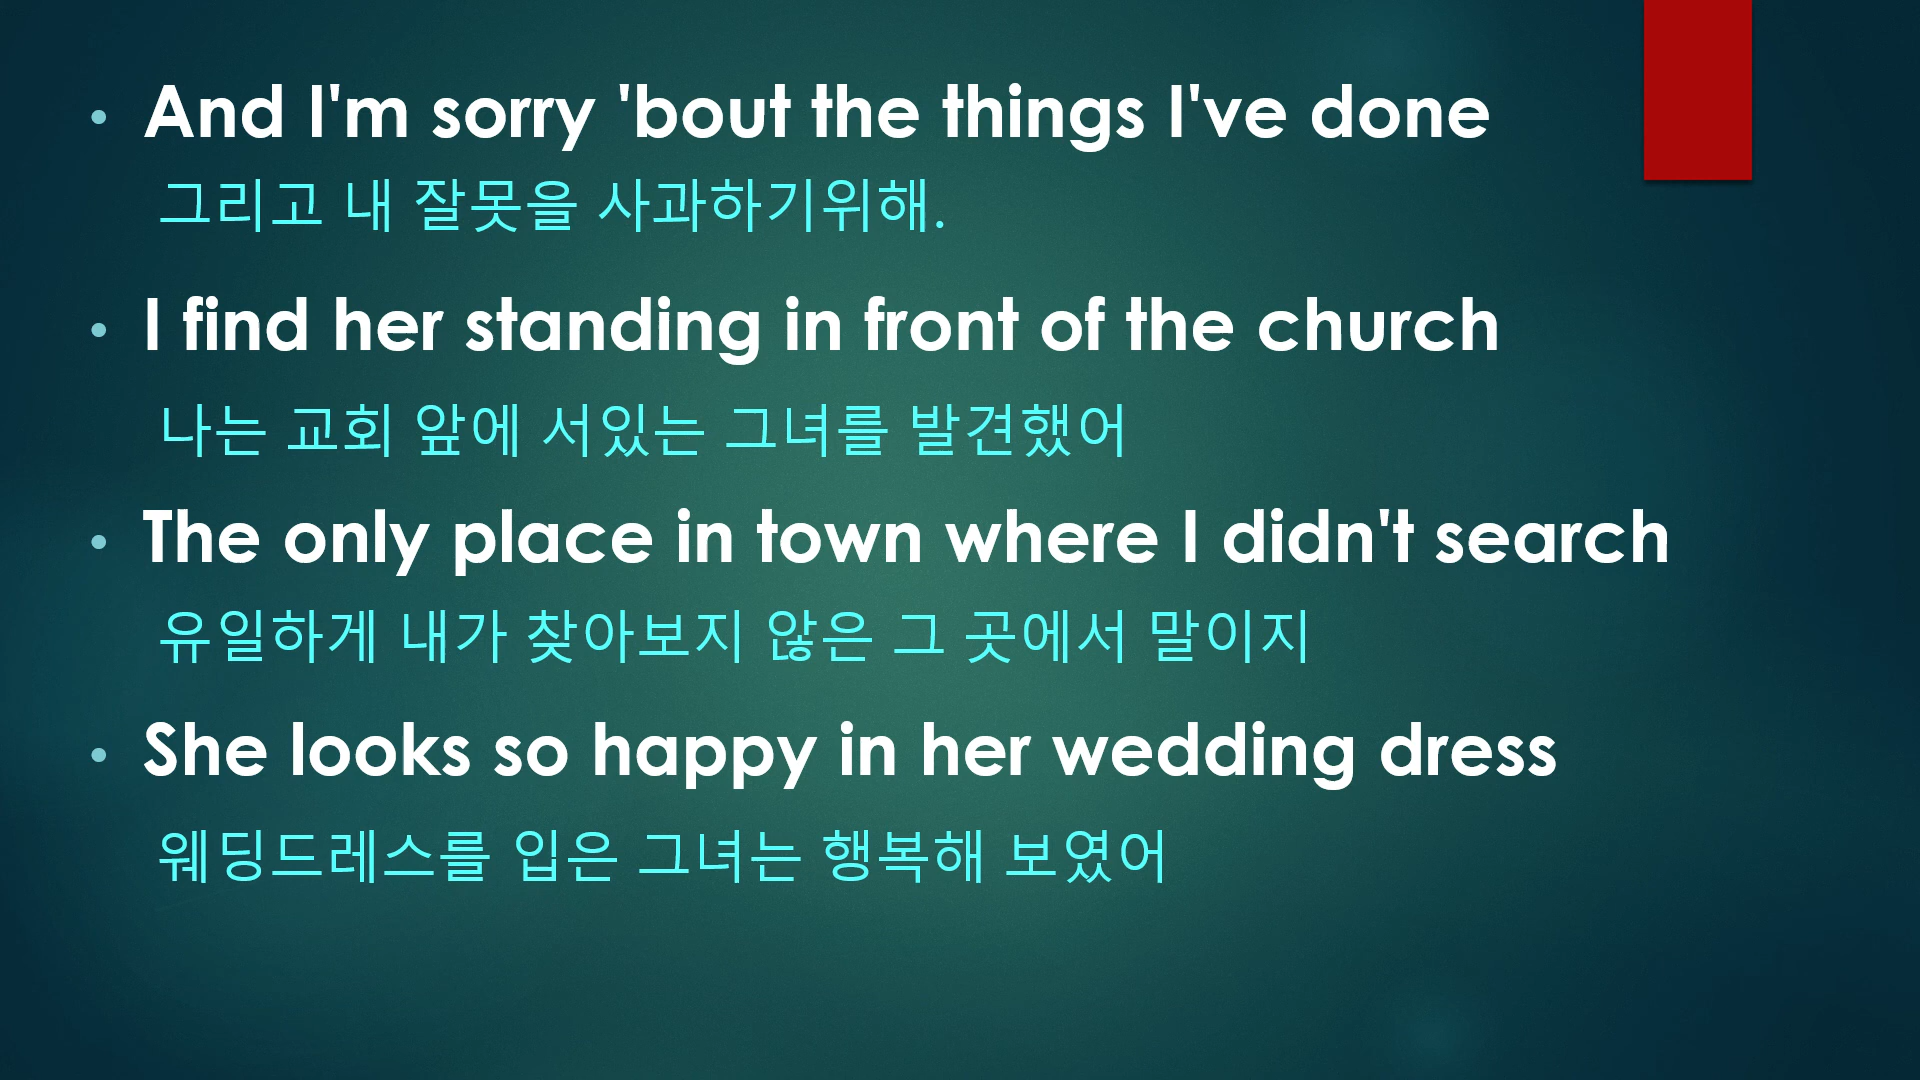 • And I'm sorry 'bout the things I've done
그리고 내 잘못을 사과하기위해.
• I find her standing in front of the church
나는 교회 앞에 서있는 그녀를 발견했어
• The only place in town where I didn't search
유일하게 내가 찾아보지 않은 그 곳에서 말이지
• She looks so happy in her wedding dress
웨딩드레스를 입은 그녀는 행복해 보였어